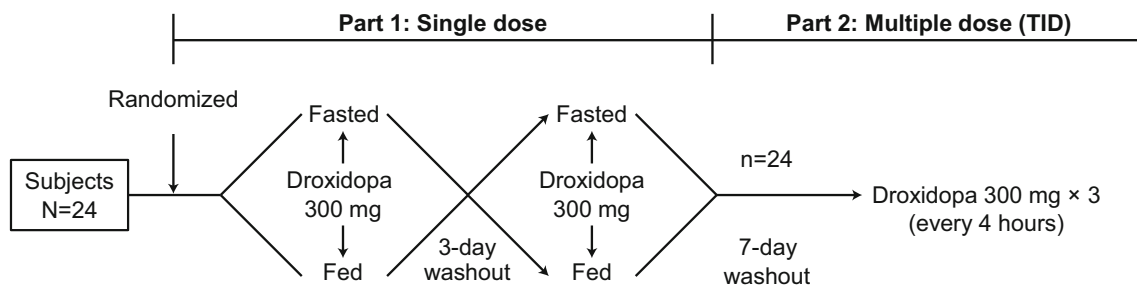 Part 1: Single dose
Part 2: Multiple dose (TID)
Randomized
Subjects
N=24
Fasted
Droxidopa
300 mg
Fed
3-day
washout
Fasted
Droxidopa
300 mg
Fed
n=24
7-day
washout
Droxidopa 300 mg × 3
(every 4 hours)